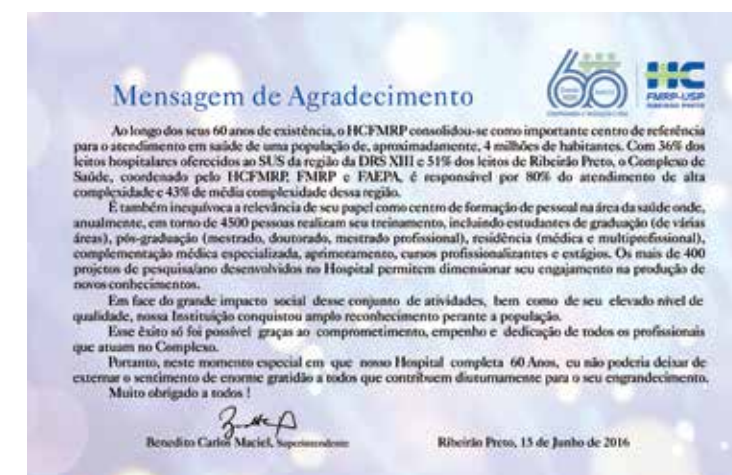 60
HC
FMRP-USP
RIBEIRÃO PRETO
Mensagem de Agradecimento
Ao longo dos seus 60 anos de existência, o HCFMRP consolidou-se como importante centro de referência
para o atendimento em saúde de uma população de, aproximadamente, 4 milhões de habitantes. Com 36% dos
leitos hospitalares oferecidos ao SUS da região da DRS XIII e 51% dos leitos de Ribeirão Preto, o Complexo de
Saúde, coordenado pelo HCFMRP, FMRP e FAEPA, é responsável por 80% do atendimento de alta
complexidade e 43% de média complexidade dessa região.
É também inequívoca a relevância de seu papel como centro de formação de pessoal na área da saúde onde,
anualmente, em torno de 4500 pessoas realizam seu treinamento, incluindo estudantes de graduação (de várias
áreas), pós-graduação (mestrado, doutorado, mestrado profissional), residência (médica e multiprofissional),
complementação médica especializada, aprimoramento, cursos profissionalizantes e estágios. Os mais de 400
projetos de pesquisa/ano desenvolvidos no Hospital permitem dimensionar seu engajamento na produção de
novos conhecimentos.
Em face do grande impacto social desse conjunto de atividades, bem como de seu elevado nível de
qualidade, nossa Instituição conquistou amplo reconhecimento perante a população.
Esse êxito só foi possível graças ao comprometimento, empenho e dedicação de todos os profissionais
que atuam no Complexo.
Portanto, neste momento especial em que nosso Hospital completa 60 Anos, eu não poderia deixar de
externar o sentimento de enorme gratidão a todos que contribuem diuturnamente para o seu engrandecimento.
Muito obrigado a todos !
Benedito Carlos Maciel, Superintendente
Ribeirão Preto, 15 de Junho de 2016